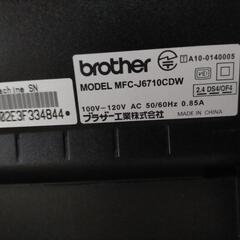 brother
T A10-0140005
MODEL MFC-J6710CDW
2.4 DS4/OF4
100V-120V AC 50/60Hz 0.85A
ブラザー工業株式会社
MADE IN CHINA
achine SN
02E3F334844*